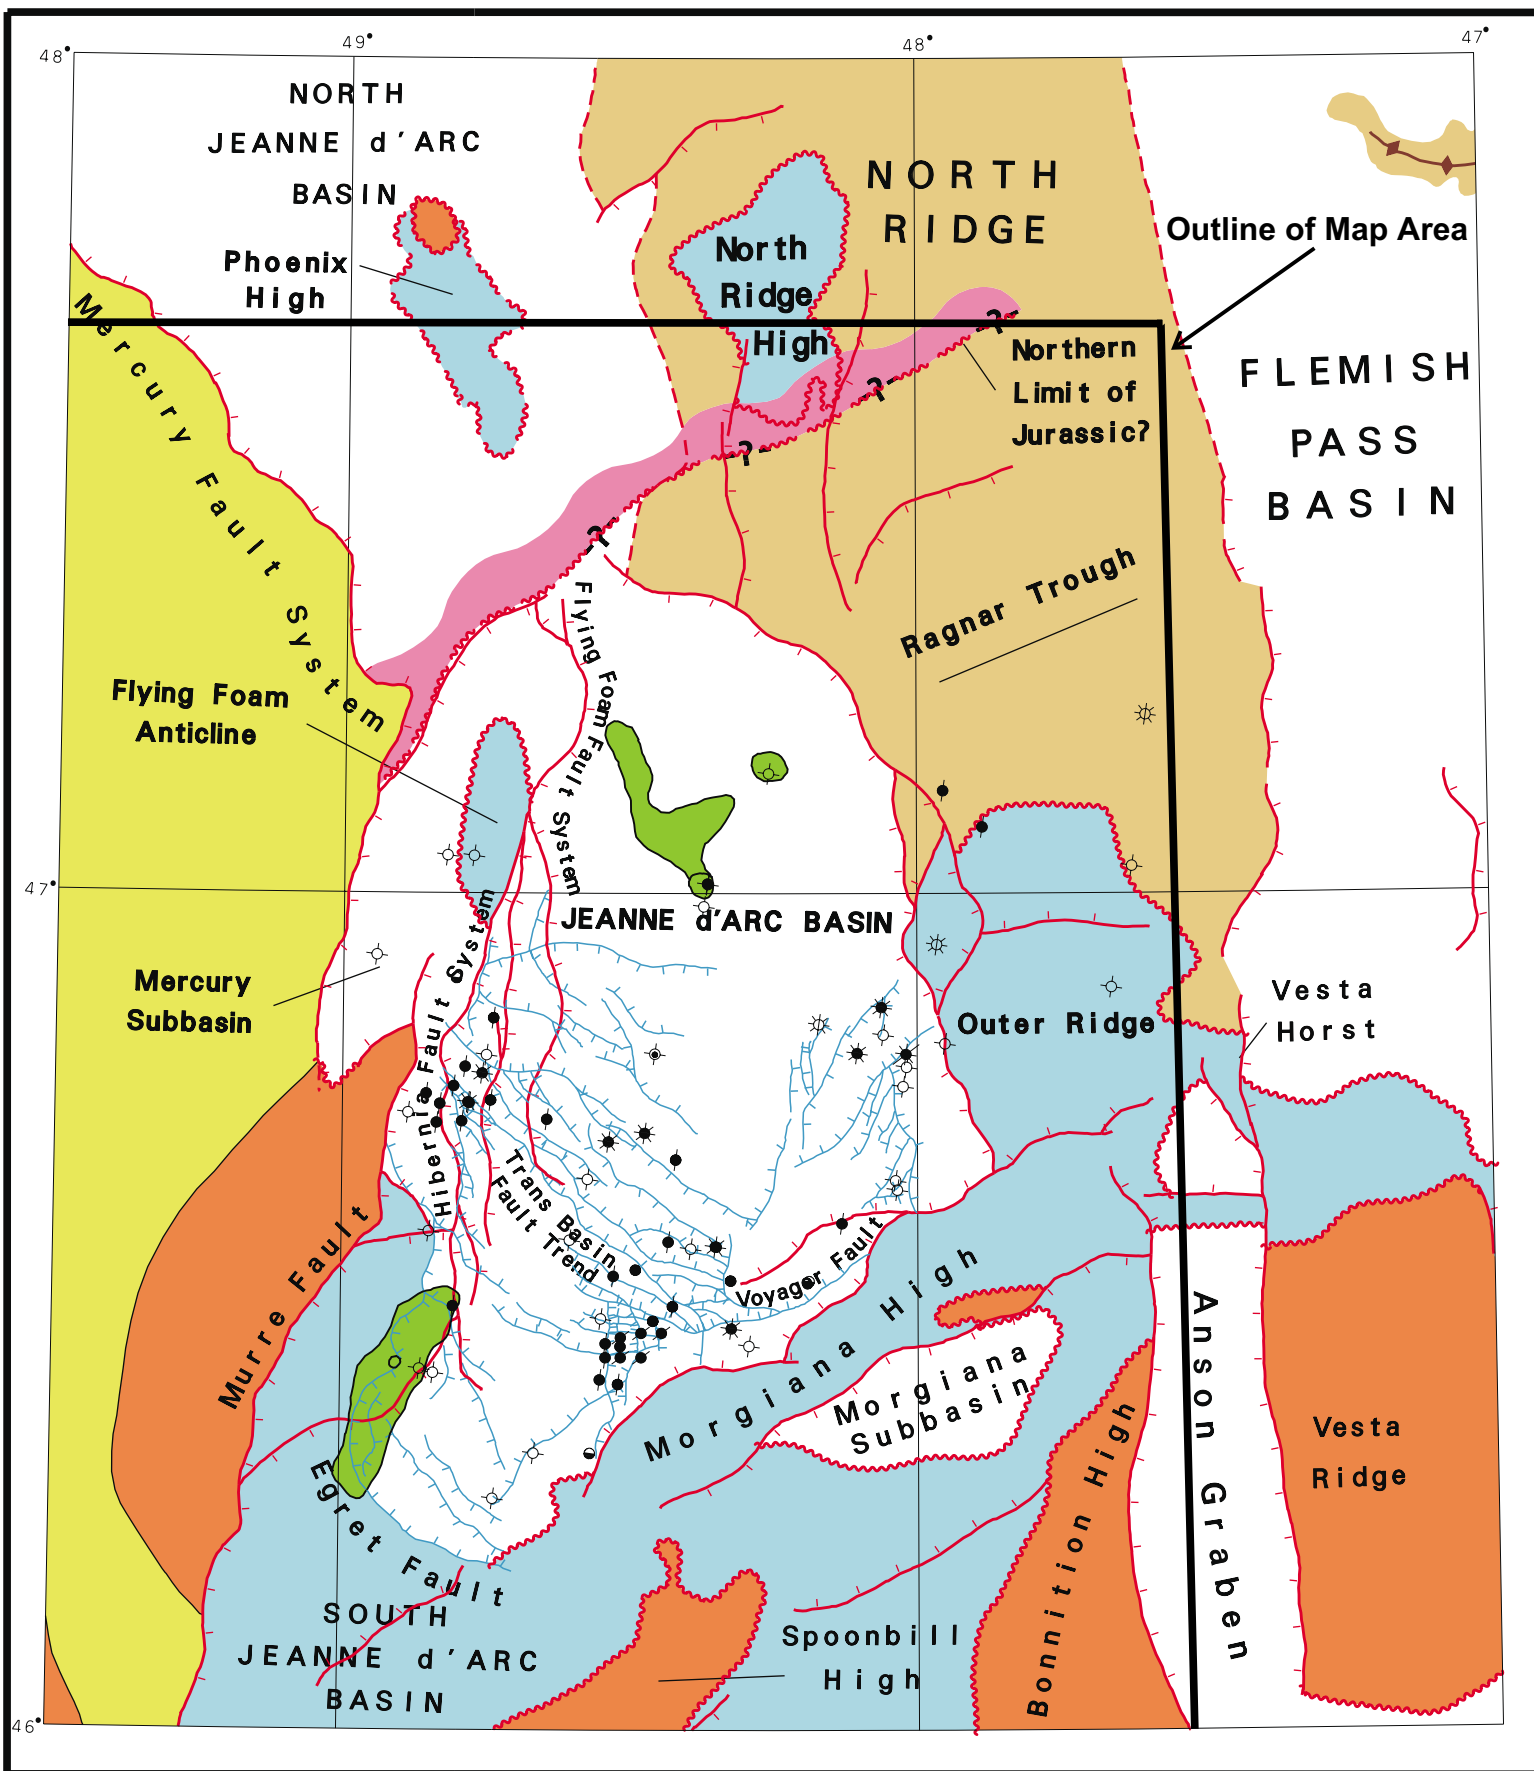 49°
48°
47°
48°
NORTH
JEANNE d'ARC
BASIN
NORTH
RIDGE
Outline of Map Area
Phoenix
High
North
Ridge
High
Northern
Limit of
Jurassic?
FLEMISH
PASS
BASIN
Mercury Fault System
?
?
?
?
Ragnar Trough
Flying Foam Fault System
Flying Foam
Anticline
47°
JEANNE d'ARC BASIN
Mercury
Subbasin
Hibernia Fault System
Outer Ridge
Vesta
Horst
Trans Basin
Fault Trend
Murre Fault
Voyager Fault
Morgiana High
Morgiana
Subbasin
Anson Graben
Bonnition High
Vesta
Ridge
Egret Fault
SOUTH
JEANNE d'ARC
BASIN
Spoonbill
High
46°